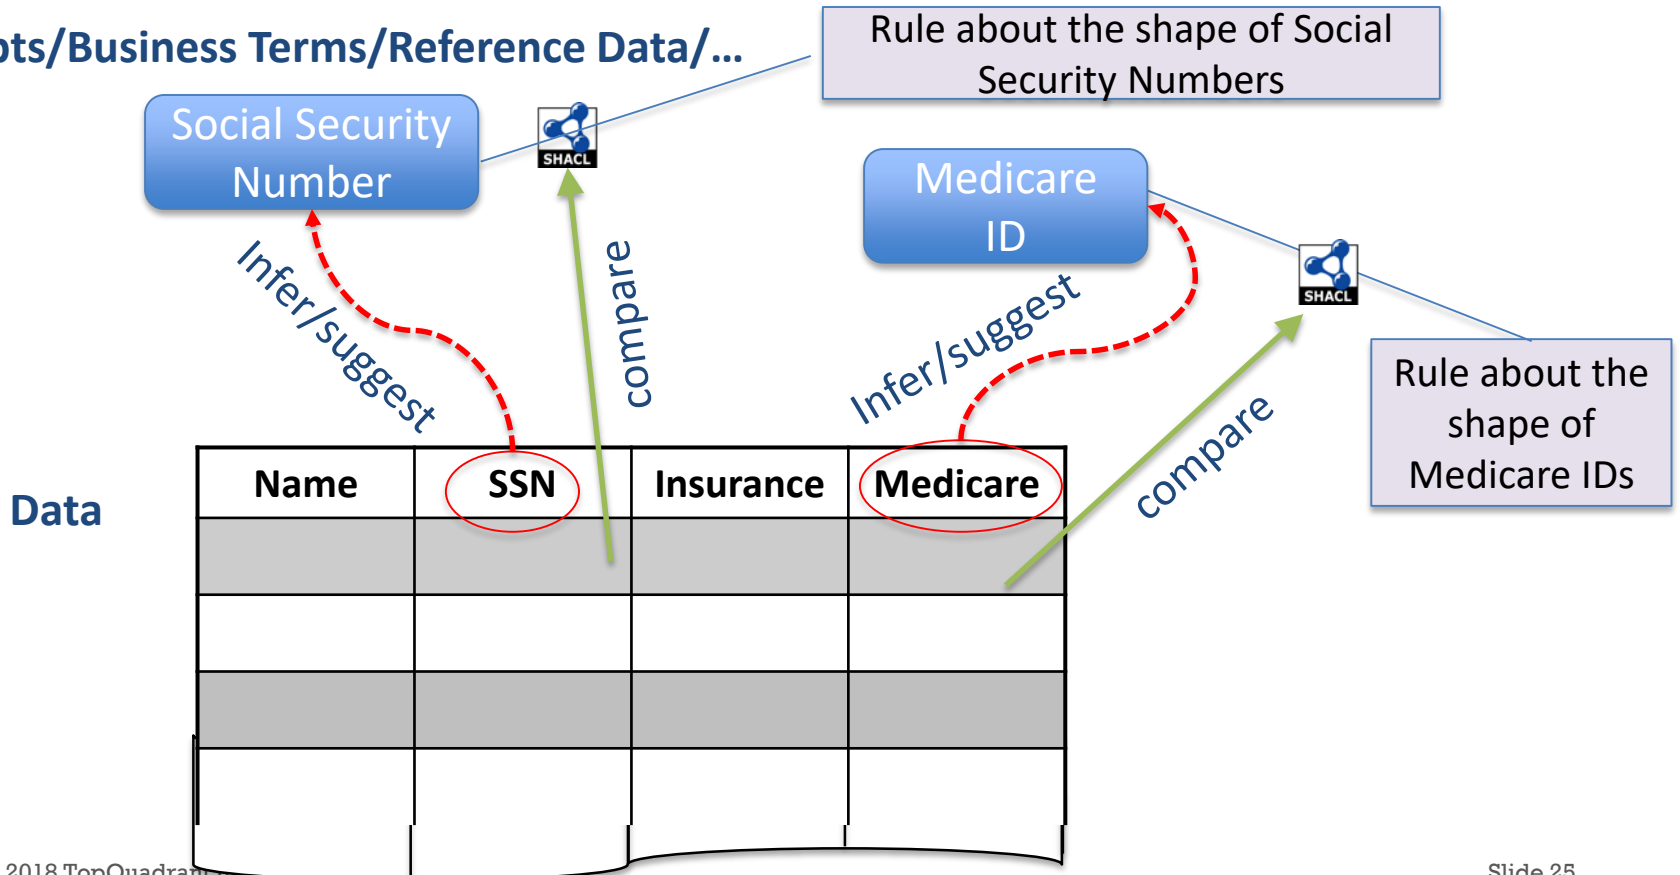 pts/Business Terms/Reference Data/...
Rule about the shape of Social
Security Numbers
Social Security
Number
SHACL
Medicare
ID
SHACL
Infer/suggest
compare
Infer/suggest
compare
Rule about the
shape of
Medicare IDs
Data
Name SSN Insurance Medicare
2018 TopQuadran
Slide 25